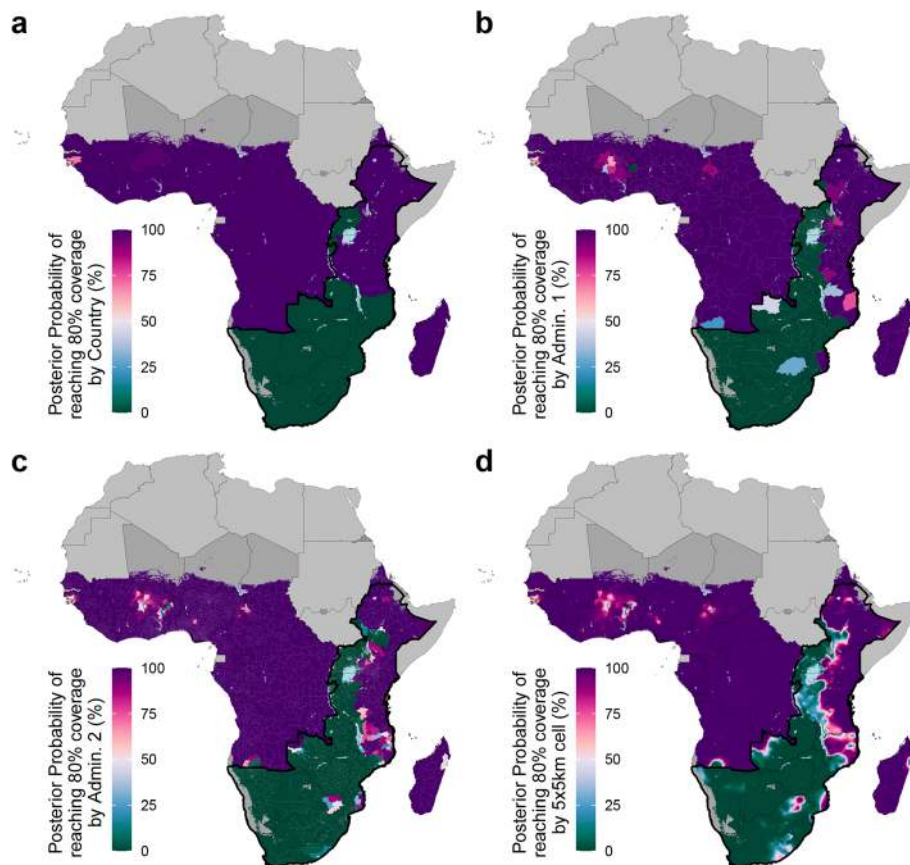 a
Posterior Probability of
reaching 80% coverage
by Country (%)
100
75
50
25
0
b
Posterior Probability of
reaching 80% coverage
by Admin. 1 (%)
100
75
50
25
0
c
Posterior Probability of
reaching 80% coverage
by Admin. 2 (%)
100
75
50
25
0
d
Posterior Probability of
reaching 80% coverage
by 5x5km cell (%)
100
75
50
25
0